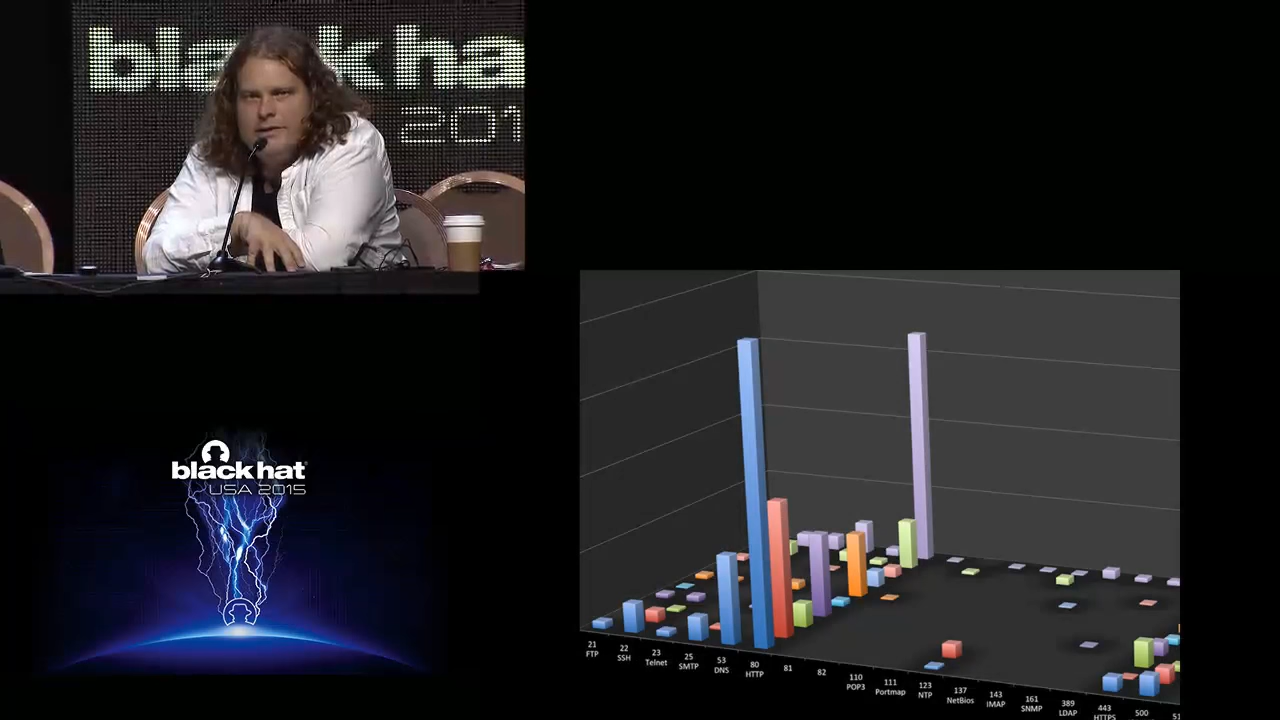 black ha
201
black hat
USA 2015
21
FTP
22
SSH
23
Telnet
25
SMTP
53
DNS
80
HTTP
81
82
110
POP3
111
Portmap
123
NTP
137
NetBios
143
IMAP
161
SNMP
389
LDAP
443
HTTPS
500